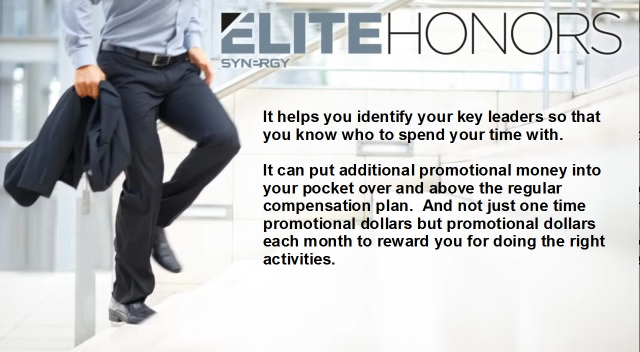 ELITEHONORS
SYNERGY
It helps you identify your key leaders so that
you know who to spend your time with.
It can put additional promotional money into
your pocket over and above the regular
compensation plan.  And not just one time
promotional dollars but promotional dollars
each month to reward you for doing the right
activities.